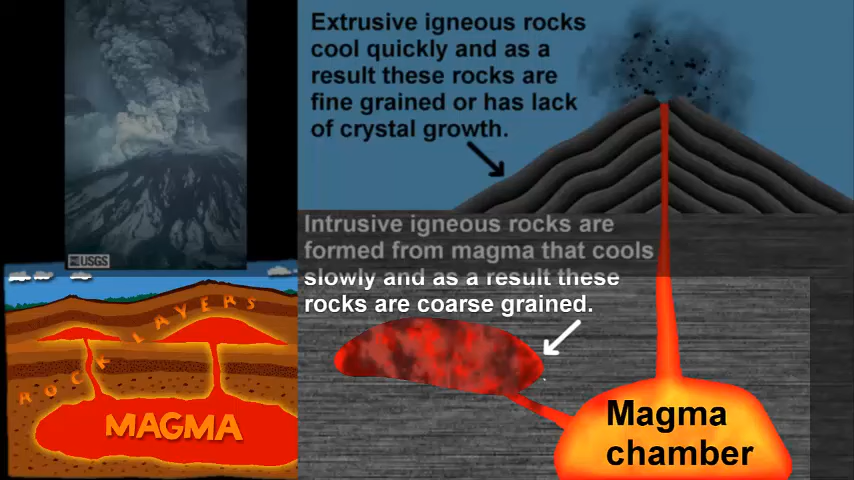 Extrusive igneous rocks
cool quickly and as a
result these rocks are
fine grained or has lack
of crystal growth.
Intrusive igneous rocks are
formed from magma that cools
slowly and as a result these
rocks are coarse grained.
USGS
ROCK LAYERS
MAGMA
Magma
chamber